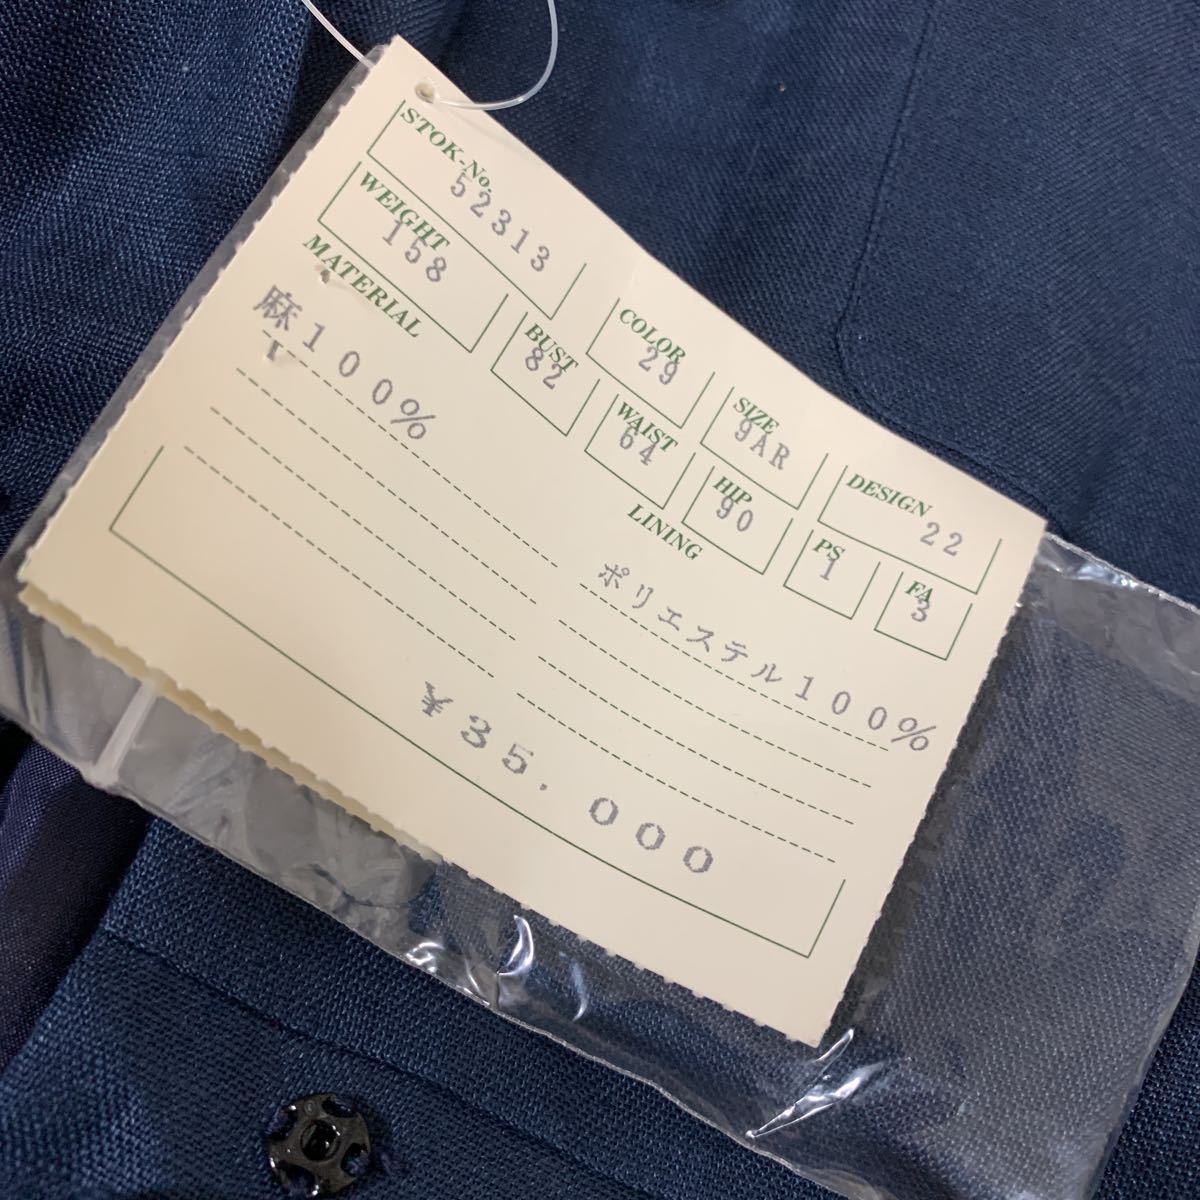 STOK-No. COLOR SIZE DESIGN
52313 29 9AR 22
WEIGHT BUST WAIST HIP PS FA
158 82 64 90 1 3
MATERIAL LINING
麻100% ポリエステル100%
¥35.000